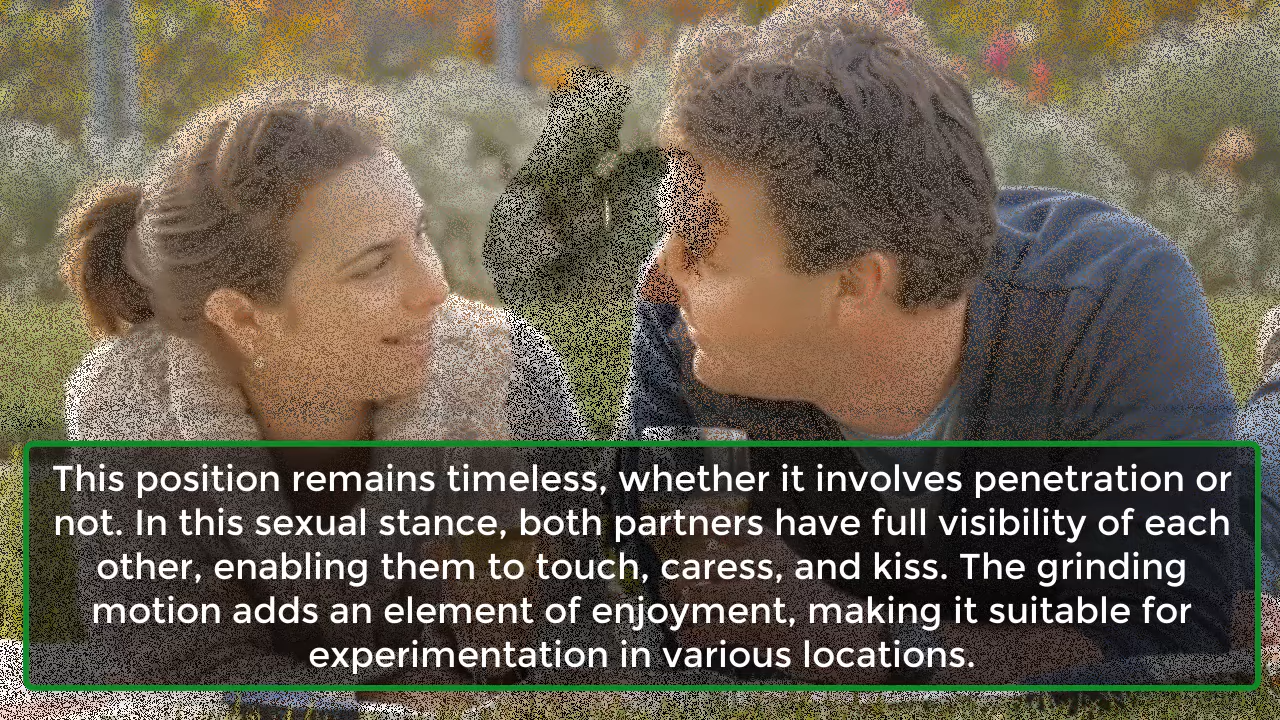 This position remains timeless, whether it involves penetration or
not. In this sexual stance, both partners have full visibility of each
other, enabling them to touch, caress, and kiss. The grinding
motion adds an element of enjoyment, making it suitable for
experimentation in various locations.